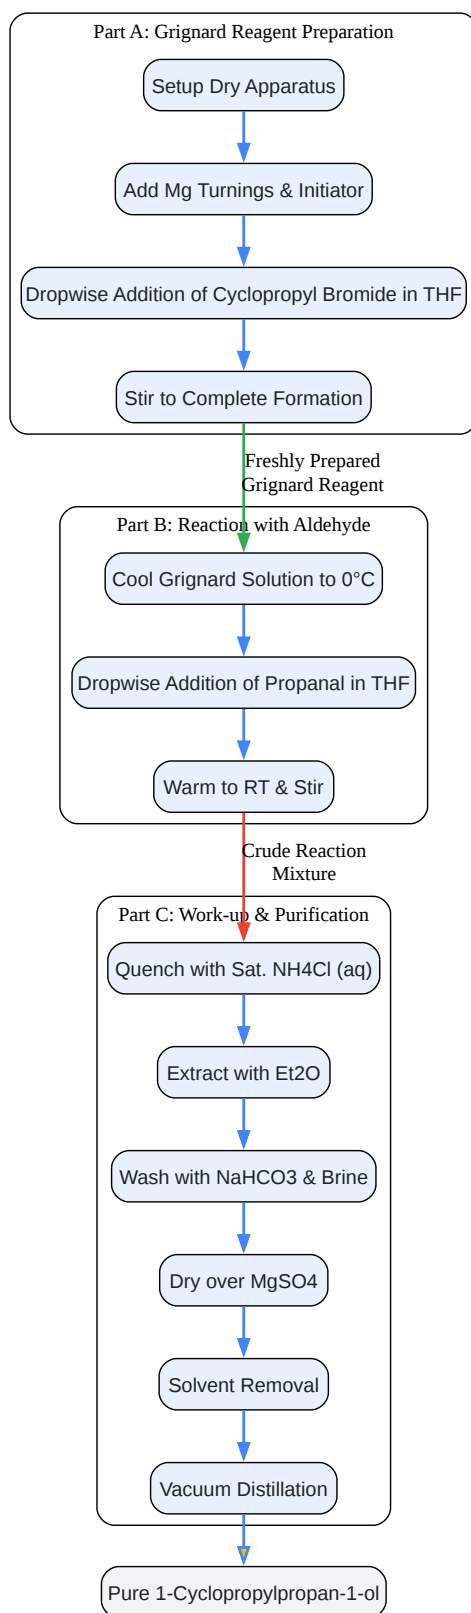 Part A: Grignard Reagent Preparation
Setup Dry Apparatus
Add Mg Turnings & Initiator
Dropwise Addition of Cyclopropyl Bromide in THF
Stir to Complete Formation
Freshly Prepared
Grignard Reagent
Part B: Reaction with Aldehyde
Cool Grignard Solution to 0°C
Dropwise Addition of Propanal in THF
Warm to RT & Stir
Crude Reaction
Mixture
Part C: Work-up & Purification
Quench with Sat. NH4Cl (aq)
Extract with Et2O
Wash with NaHCO3 & Brine
Dry over MgSO4
Solvent Removal
Vacuum Distillation
Pure 1-Cyclopropylpropan-1-ol